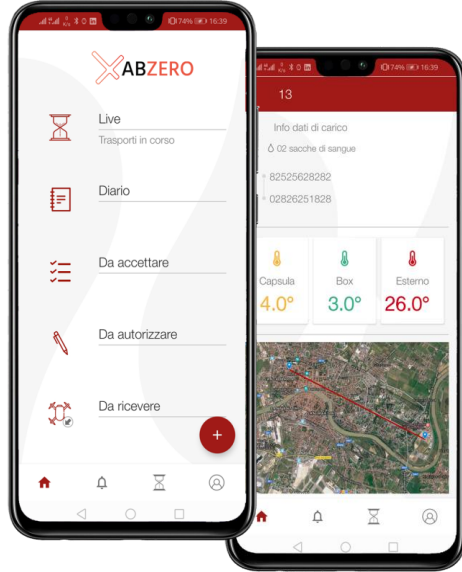 74% 16:39
ABZERO
Live
Trasporti in corso
Diario
Da accettare
Da autorizzare
Da ricevere
+
74% 16:39
13
Info dati di carico
02 sacche di sangue
82525628282
02826251828
Capsula
4.0°
Box
3.0°
Esterno
26.0°